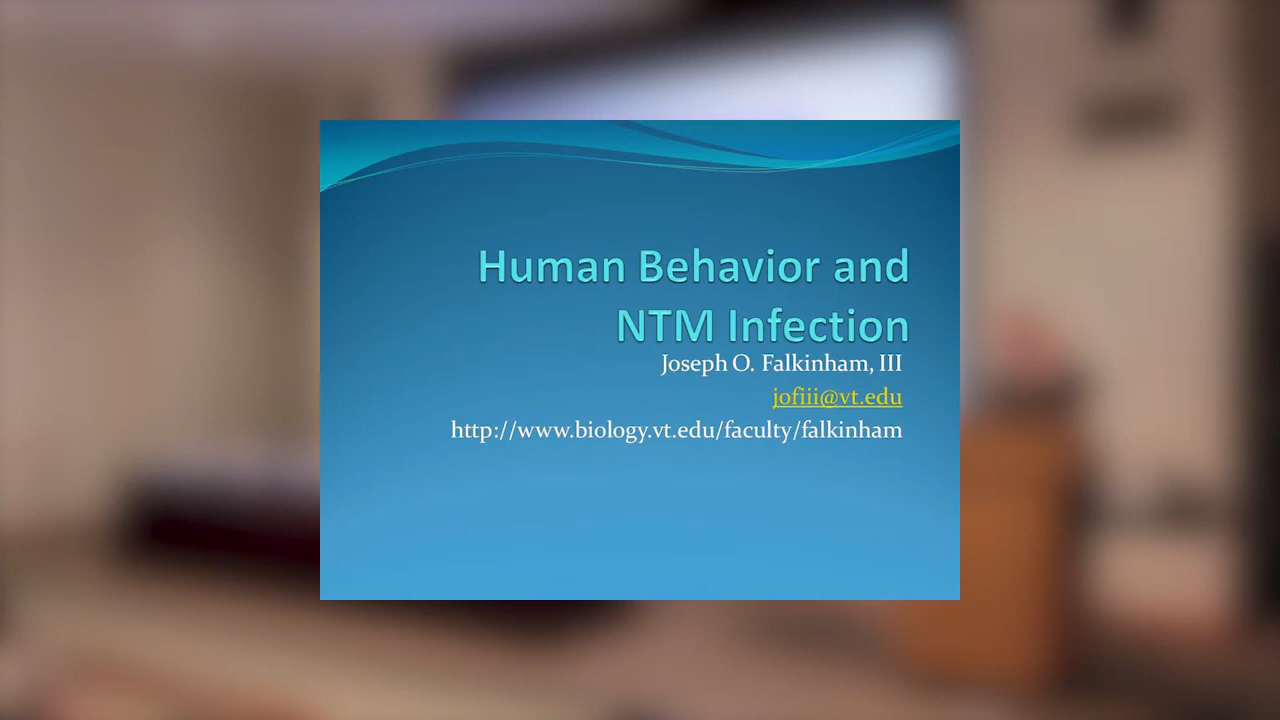 Human Behavior and
NTM Infection
Joseph O. Falkinham, III
jofiii@vt.edu
http://www.biology.vt.edu/faculty/falkinham